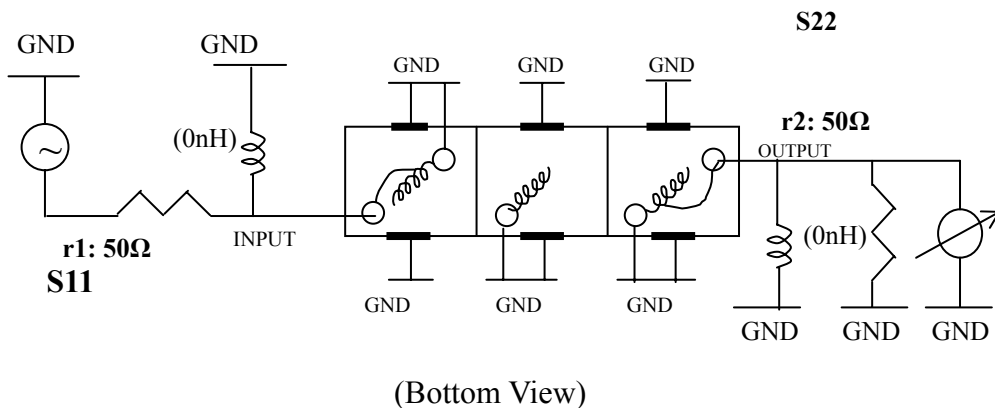 S22
GND
GND
GND
GND
GND
(0nH)
r2: 50Ω
OUTPUT
~
INPUT
r1: 50Ω
S11
(0nH)
GND
GND
GND
GND
GND
GND
(Bottom View)